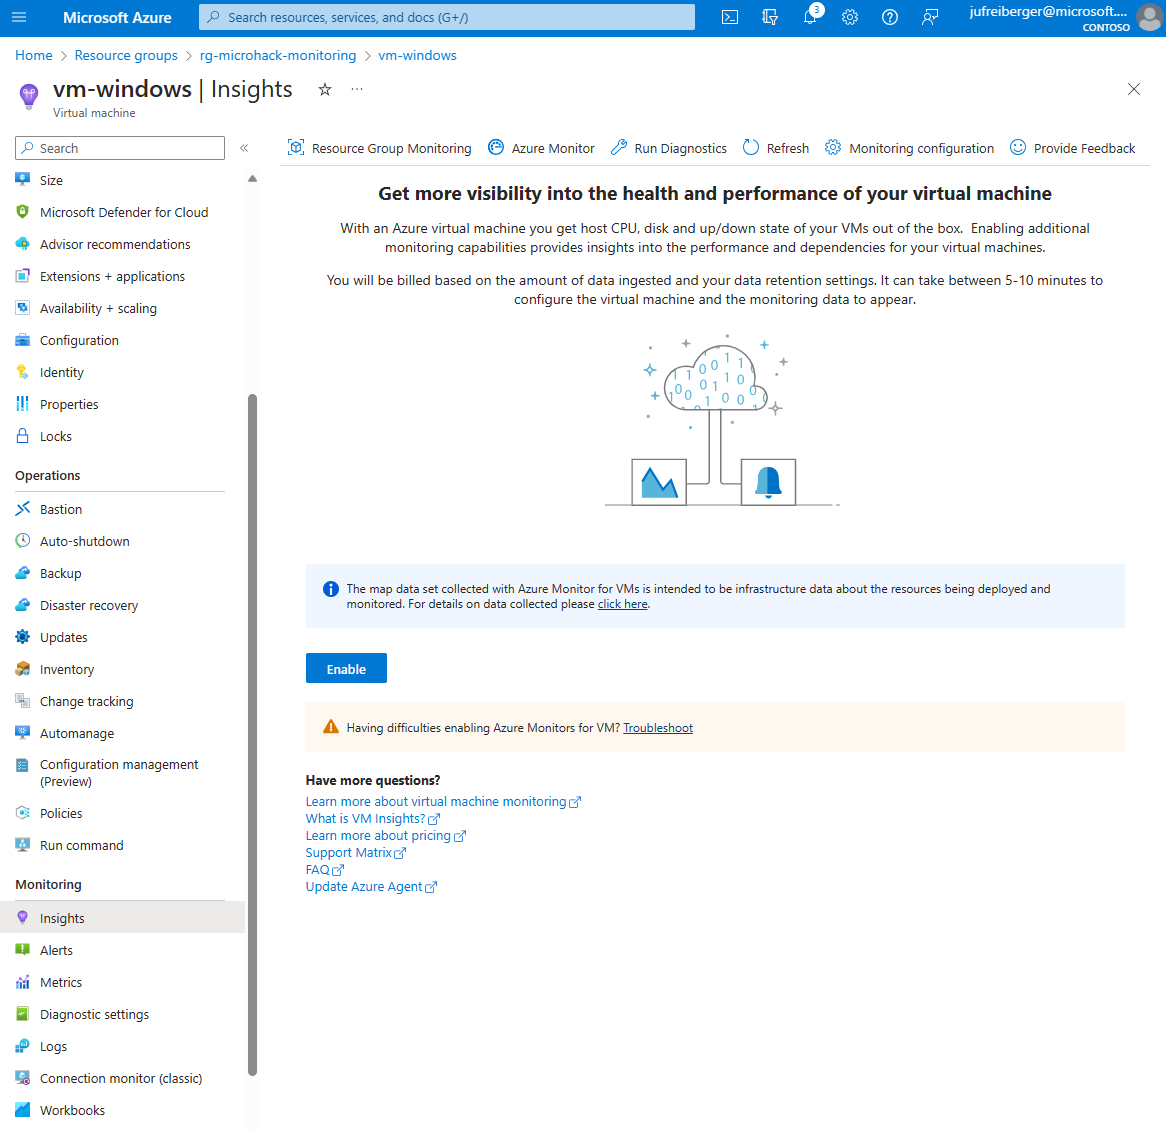 Microsoft Azure
Search resources, services, and docs (G+/)
3
jufreiberger@microsoft....
CONTOSO
Home > Resource groups > rg-microhack-monitoring > vm-windows
vm-windows | Insights
Virtual machine
Search
Size
Microsoft Defender for Cloud
Advisor recommendations
Extensions + applications
Availability + scaling
Configuration
Identity
Properties
Locks
Operations
Bastion
Auto-shutdown
Backup
Disaster recovery
Updates
Inventory
Change tracking
Automanage
Configuration management
(Preview)
Policies
Run command
Monitoring
Insights
Alerts
Metrics
Diagnostic settings
Logs
Connection monitor (classic)
Workbooks
Resource Group Monitoring Azure Monitor Run Diagnostics Refresh Monitoring configuration Provide Feedback
Get more visibility into the health and performance of your virtual machine
With an Azure virtual machine you get host CPU, disk and up/down state of your VMs out of the box. Enabling additional
monitoring capabilities provides insights into the performance and dependencies for your virtual machines.
You will be billed based on the amount of data ingested and your data retention settings. It can take between 5-10 minutes to
configure the virtual machine and the monitoring data to appear.
The map data set collected with Azure Monitor for VMs is intended to be infrastructure data about the resources being deployed and
monitored. For details on data collected please click here.
Enable
Having difficulties enabling Azure Monitors for VM? Troubleshoot
Have more questions?
Learn more about virtual machine monitoring
What is VM Insights?
Learn more about pricing
Support Matrix
FAQ
Update Azure Agent